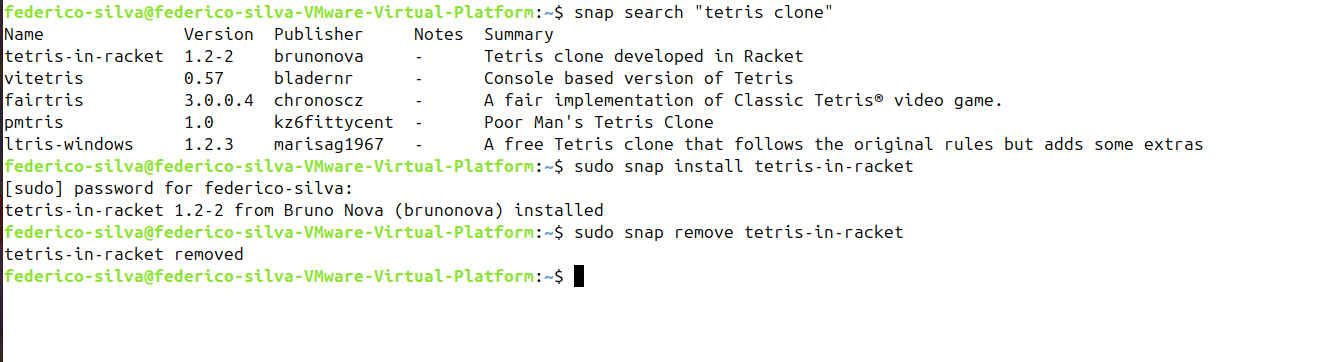 federico-silva@federico-silva-VMware-Virtual-Platform:~$ snap search "tetris clone"
Name              Version  Publisher     Notes  Summary
tetris-in-racket  1.2-2    brunonova     -      Tetris clone developed in Racket
vitetris          0.57     bladernr      -      Console based version of Tetris
fairtris          3.0.0.4  chronoscz     -      A fair implementation of Classic Tetris® video game.
pmtris            1.0      kz6fittycent  -      Poor Man's Tetris Clone
ltris-windows     1.2.3    marisag1967   -      A free Tetris clone that follows the original rules but adds some extras
federico-silva@federico-silva-VMware-Virtual-Platform:~$ sudo snap install tetris-in-racket
[sudo] password for federico-silva:
tetris-in-racket 1.2-2 from Bruno Nova (brunonova) installed
federico-silva@federico-silva-VMware-Virtual-Platform:~$ sudo snap remove tetris-in-racket
tetris-in-racket removed
federico-silva@federico-silva-VMware-Virtual-Platform:~$